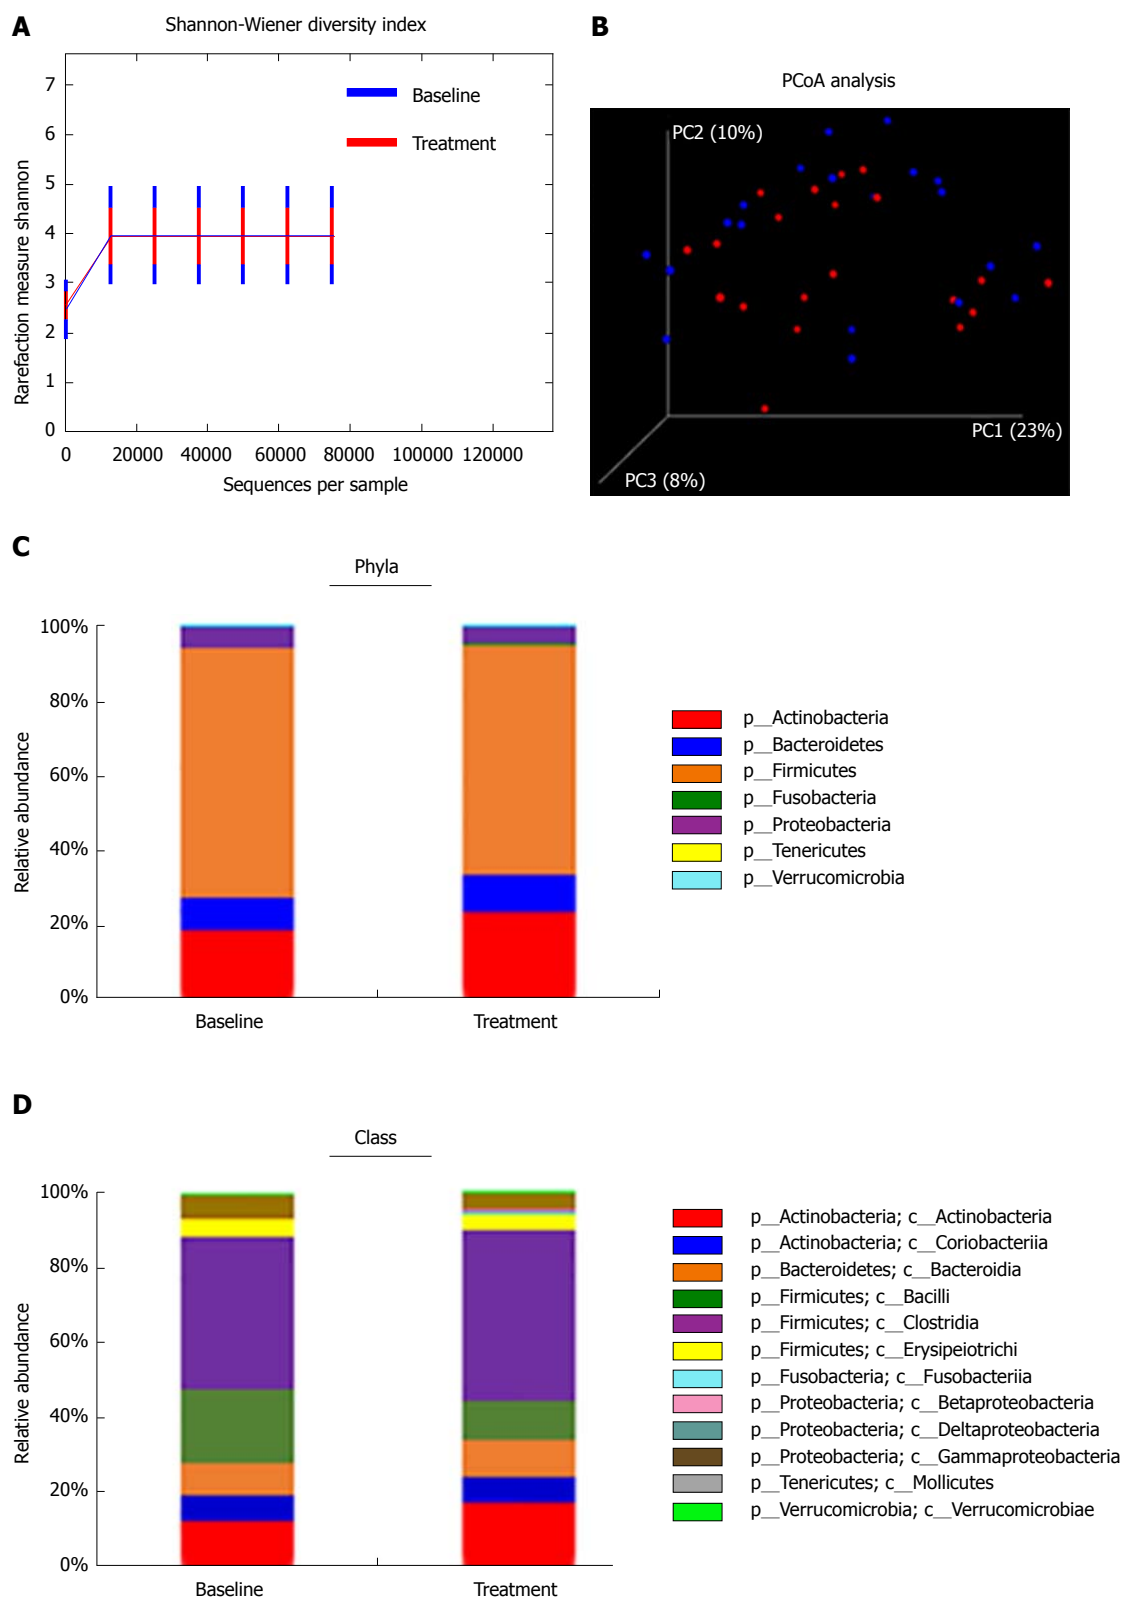 A
Shannon-Wiener diversity index
Rarefaction measure shannon
7
6
5
4
3
2
1
0
0 20000 40000 60000 80000 100000 120000
Sequences per sample
Baseline
Treatment
B
PCoA analysis
PC2 (10%)
PC1 (23%)
PC3 (8%)
C
Phyla
Relative abundance
100%
80%
60%
40%
20%
0%
Baseline Treatment
p__Actinobacteria
p__Bacteroidetes
p__Firmicutes
p__Fusobacteria
p__Proteobacteria
p__Tenericutes
p__Verrucomicrobia
D
Class
Relative abundance
100%
80%
60%
40%
20%
0%
Baseline Treatment
p__Actinobacteria; c__Actinobacteria
p__Actinobacteria; c__Coriobacteriia
p__Bacteroidetes; c__Bacteroidia
p__Firmicutes; c__Bacilli
p__Firmicutes; c__Clostridia
p__Firmicutes; c__Erysipeiotrichi
p__Fusobacteria; c__Fusobacteriia
p__Proteobacteria; c__Betaproteobacteria
p__Proteobacteria; c__Deltaproteobacteria
p__Proteobacteria; c__Gammaproteobacteria
p__Tenericutes; c__Mollicutes
p__Verrucomicrobia; c__Verrucomicrobiae